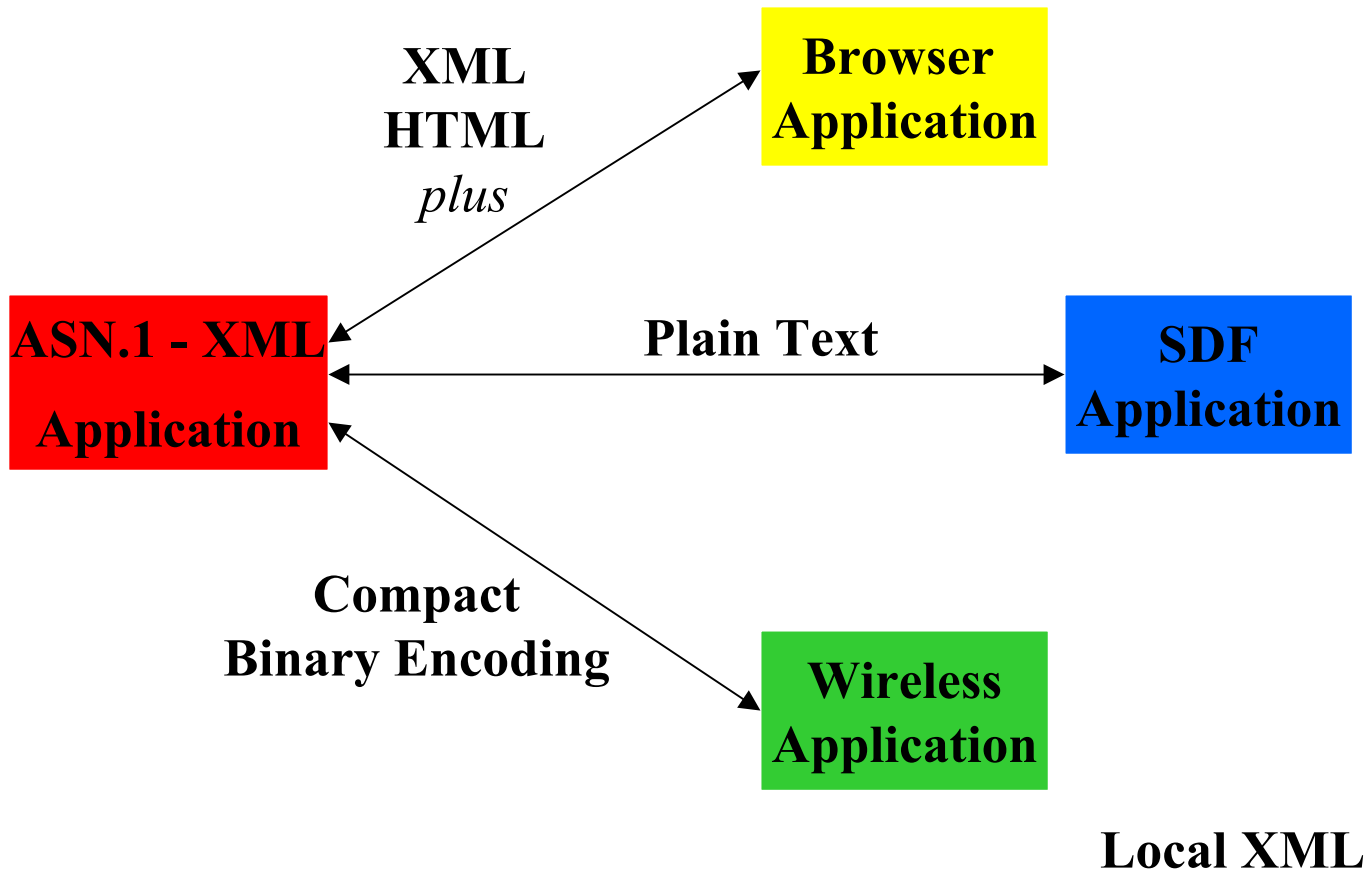 XML
HTML
plus
Browser
Application
ASN.1 - XML
Application
Plain Text
SDF
Application
Compact
Binary Encoding
Wireless
Application
Local XML